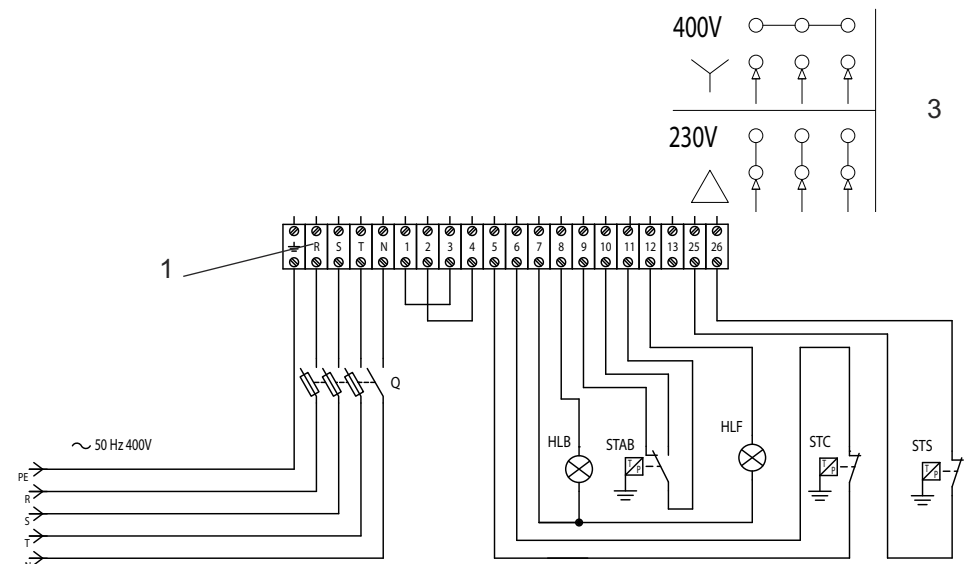 400V
3
230V
R S T N 1 2 3 4 5 6 7 8 9 10 11 12 13 25 26
1
Q
50 Hz 400V
HLB STAB HLF STC STS
T P T P T P
PE
R
S
T
N